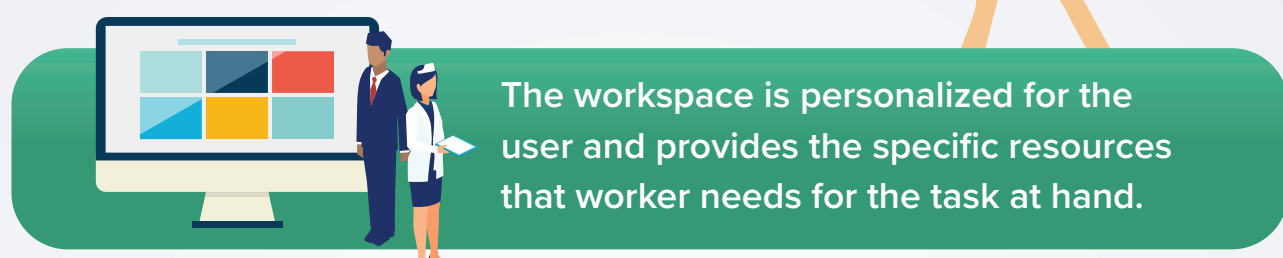 The workspace is personalized for the
user and provides the specific resources
that worker needs for the task at hand.